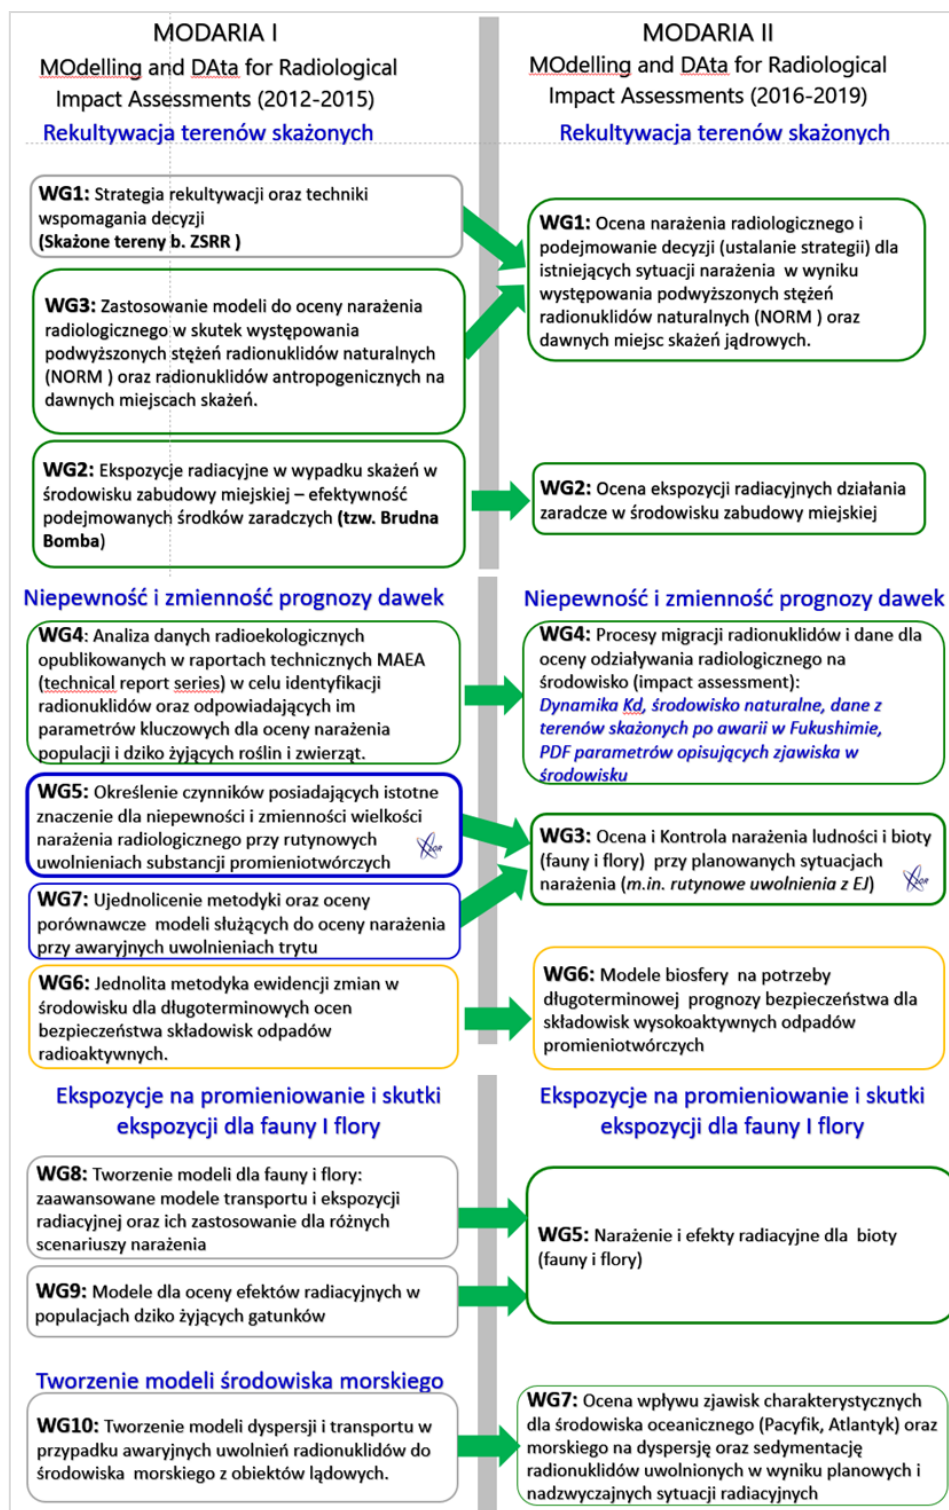 MODARIA I
MOdelling and DAta for Radiological
Impact Assessments (2012-2015)
Rekultywacja terenów skażonych
WG1: Strategia rekultywacji oraz techniki
wspomagania decyzji
(Skażone tereny b. ZSRR )
WG3: Zastosowanie modeli do oceny narażenia
radiologicznego w skutek występowania
podwyższonych stężeń radionuklidów naturalnych
(NORM ) oraz radionuklidów antropogenicznych na
dawnych miejscach skażeń.
WG2: Ekspozycje radiacyjne w wypadku skażeń w
środowisku zabudowy miejskiej – efektywność
podejmowanych środków zaradczych (tzw. Brudna
Bomba)
MODARIA II
MOdelling and DAta for Radiological
Impact Assessments (2016-2019)
Rekultywacja terenów skażonych
WG1: Ocena narażenia radiologicznego i
podejmowanie decyzji (ustalanie strategii) dla
istniejących sytuacji narażenia w wyniku
występowania podwyższonych stężeń
radionuklidów naturalnych (NORM ) oraz
dawnych miejsc skażeń jądrowych.
WG2: Ocena ekspozycji radiacyjnych działania
zaradcze w środowisku zabudowy miejskiej
Niepewność i zmienność prognozy dawek
WG4: Analiza danych radioekologicznych
opublikowanych w raportach technicznych MAEA
(technical report series) w celu identyfikacji
radionuklidów oraz odpowiadających im
parametrów kluczowych dla oceny narażenia
populacji i dziko żyjących roślin i zwierząt.
WG5: Określenie czynników posiadających istotne
znaczenie dla niepewności i zmienności wielkości
narażenia radiologicznego przy rutynowych
uwolnieniach substancji promieniotwórczych
WG7: Ujednolicenie metodyki oraz oceny
porównawcze modeli służących do oceny narażenia
przy awaryjnych uwolnieniach trytu
WG6: Jednolita metodyka ewidencji zmian w
środowisku dla długoterminowych ocen
bezpieczeństwa składowisk odpadów
radioaktywnych.
Niepewność i zmienność prognozy dawek
WG4: Procesy migracji radionuklidów i dane dla
oceny odziaływania radiologicznego na
środowisko (impact assessment):
Dynamika Kd, środowisko naturalne, dane z
terenów skażonych po awarii w Fukushimie,
PDF parametrów opisujących zjawiska w
środowisku
WG3: Ocena i Kontrola narażenia ludności i bioty
(fauny i flory) przy planowanych sytuacjach
narażenia (m.in. rutynowe uwolnienia z EJ)
WG6: Modele biosfery na potrzeby
długoterminowej prognozy bezpieczeństwa dla
składowisk wysokoaktywnych odpadów
promieniotwórczych
Ekspozycje na promieniowanie i skutki
ekspozycji dla fauny I flory
WG8: Tworzenie modeli dla fauny i flory:
zaawansowane modele transportu i ekspozycji
radiacyjnej oraz ich zastosowanie dla różnych
scenariuszy narażenia
WG9: Modele dla oceny efektów radiacyjnych w
populacjach dziko żyjących gatunków
Ekspozycje na promieniowanie i skutki
ekspozycji dla fauny I flory
WG5: Narażenie i efekty radiacyjne dla bioty
(fauny i flory)
Tworzenie modeli środowiska morskiego
WG10: Tworzenie modeli dyspersji i transportu w
przypadku awaryjnych uwolnień radionuklidów do
środowiska morskiego z obiektów lądowych.
WG7: Ocena wpływu zjawisk charakterystycznych
dla środowiska oceanicznego (Pacyfik, Atlantyk) oraz
morskiego na dyspersję oraz sedymentację
radionuklidów uwolnionych w wyniku planowych i
nadzwyczajnych sytuacji radiacyjnych